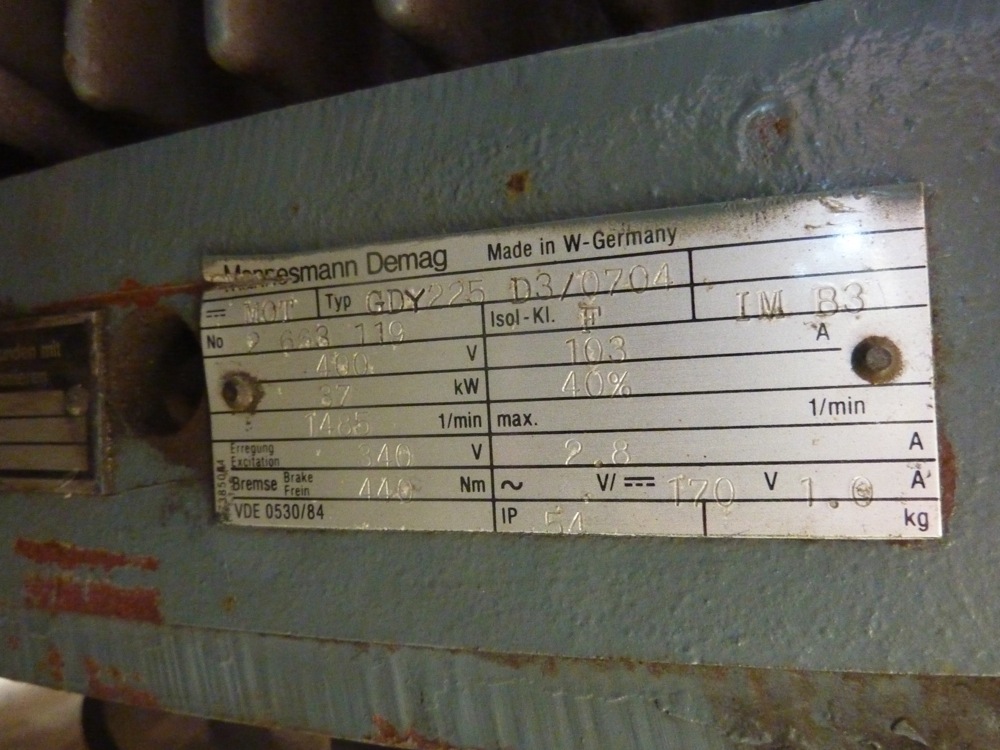 Mannesmann Demag Made in W-Germany
MOT Typ GDY225 D3/0704 IM B3
No 119 Isol-Kl. F
400 V 103 A
37 kW 40%
1485 1/min max. 1/min
Erregung Excitation 340 V 2.8 A
Bremse Brake Frein 440 Nm ~ V/ 170 V 1.0 A
VDE 0530/84 IP 54 kg